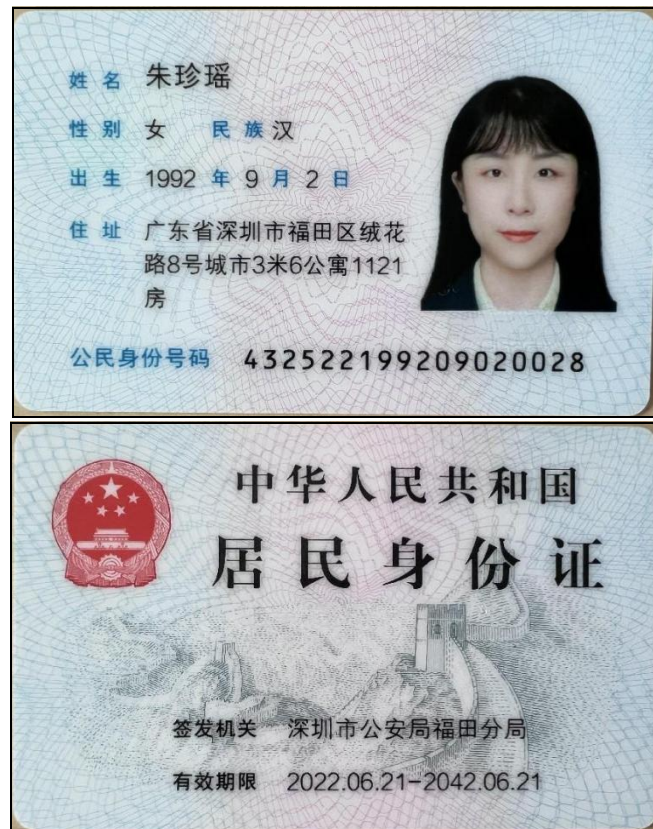 姓名 朱珍瑶
性别 女 民族 汉
出生 1992 年 9 月 2 日
住址 广东省深圳市福田区绒花
路8号城市3米6公寓1121
房
公民身份号码 432522199209020028
中华人民共和国
居民身份证
签发机关 深圳市公安局福田分局
有效期限 2022.06.21-2042.06.21